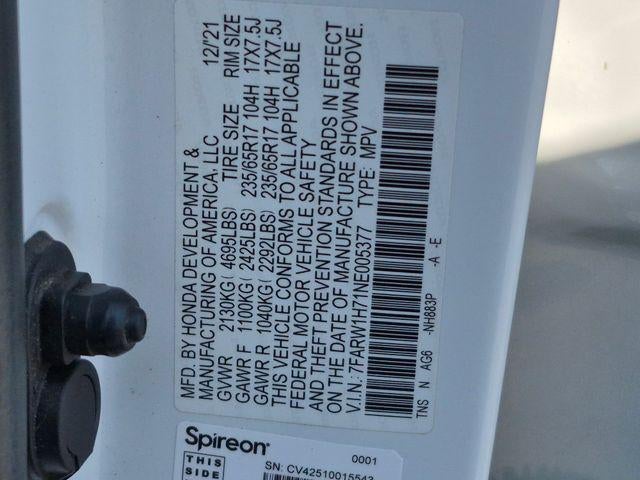 MFD. BY HONDA DEVELOPMENT & 12/'21
MANUFACTURING OF AMERICA, LLC
GVWR 2130KG( 4695LBS) TIRE SIZE RIM SIZE
GAWR F 1100KG( 2425LBS) 235/65R17 104H 17X7.5J
GAWR R 1040KG( 2292LBS) 235/65R17 104H 17X7.5J
THIS VEHICLE CONFORMS TO ALL APPLICABLE
FEDERAL MOTOR VEHICLE SAFETY
AND THEFT PREVENTION STANDARDS IN EFFECT
ON THE DATE OF MANUFACTURE SHOWN ABOVE.
V.I.N.: 7FARW1H71NE005377 TYPE: MPV
TNS N AG6 -NH883P -A -E
Spireon 0001
THIS SN: CV42510015543
SIDE